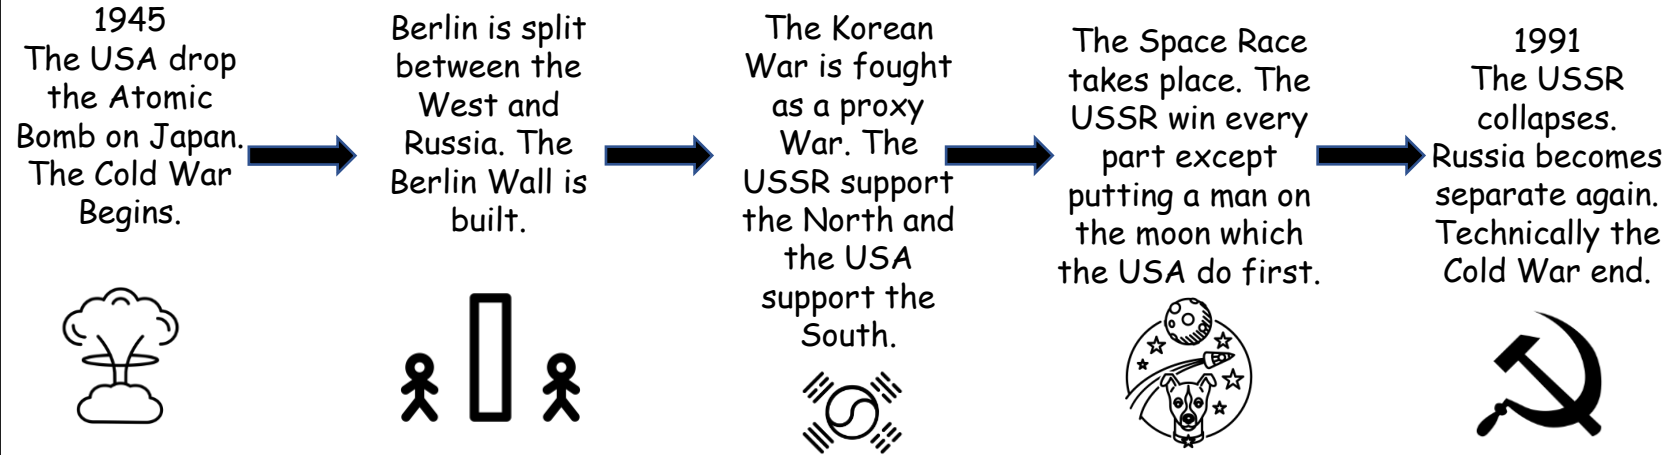 1945
The USA drop
the Atomic
Bomb on Japan.
The Cold War
Begins.
Berlin is split
between the
West and
Russia. The
Berlin Wall is
built.
The Korean
War is fought
as a proxy
War. The
USSR support
the North and
the USA
support the
South.
The Space Race
takes place. The
USSR win every
part except
putting a man on
the moon which
the USA do first.
1991
The USSR
collapses.
Russia becomes
separate again.
Technically the
Cold War end.